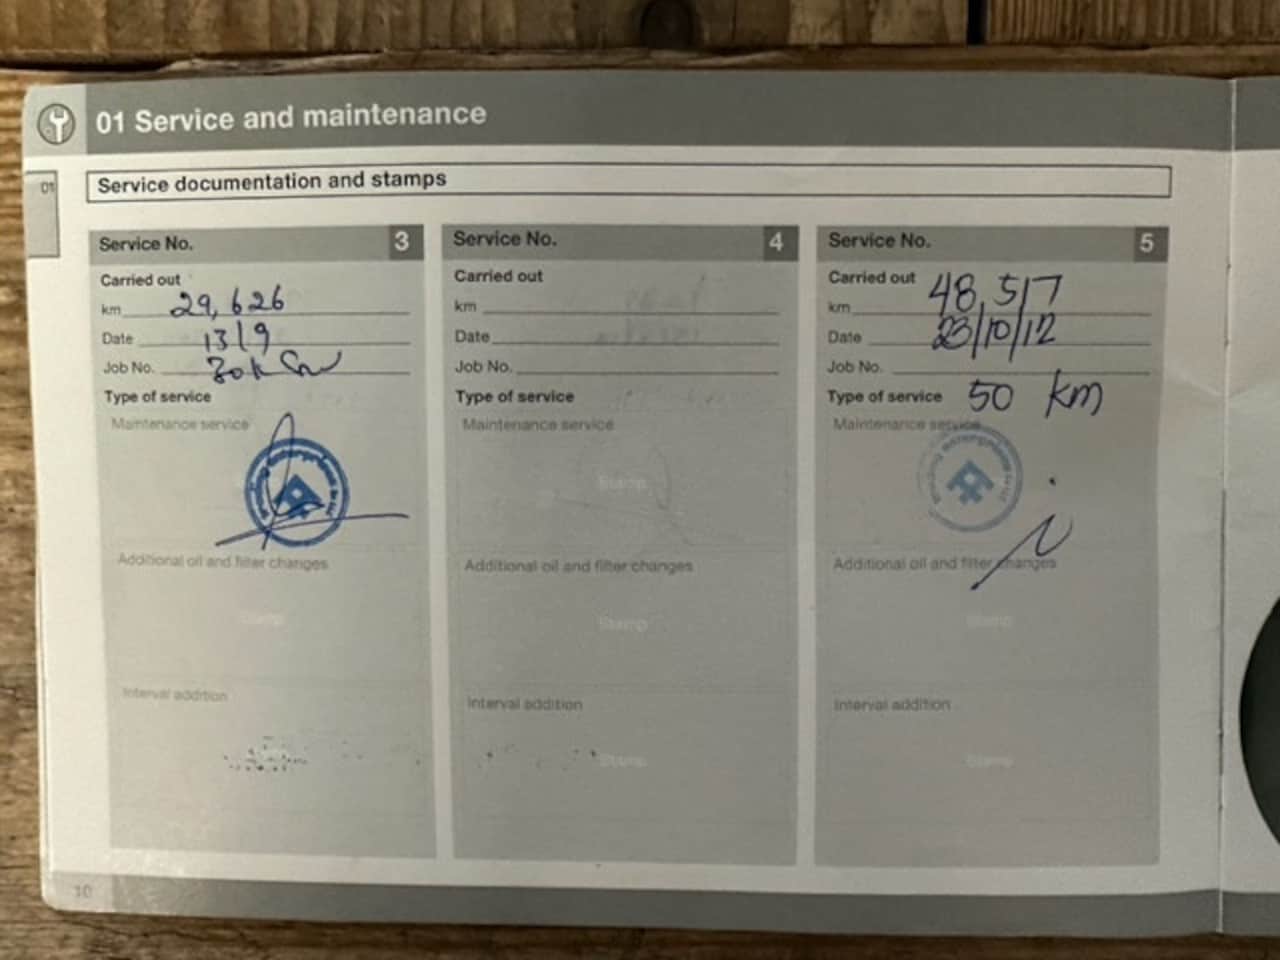 01 Service and maintenance
01
Service documentation and stamps
Service No. 3
Carried out
km 29,626
Date 13/9
Job No. 30k
Type of service
Maintenance service
Additional oil and filter changes
Stamp
Interval addition
Service No. 4
Carried out
km
Date
Job No.
Type of service
Maintenance service
Stamp
Additional oil and filter changes
Stamp
Interval addition
Stamp
Service No. 5
Carried out
km 48,517
Date 23/10/12
Job No.
Type of service 50 km
Maintenance service
Additional oil and filter changes
Stamp
Interval addition
Stamp
10